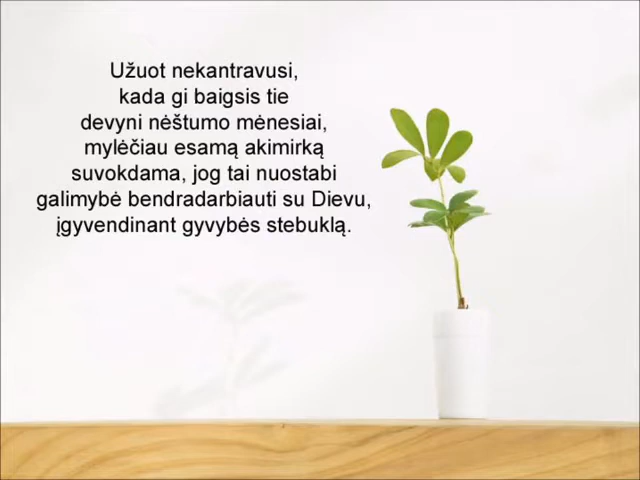 Užuot nekantravusi,
kada gi baigsis tie
devyni nėštumo mėnesiai,
mylėčiau esamą akimirką
suvokdama, jog tai nuostabi
galimybė bendradarbiauti su Dievu,
įgyvendinant gyvybės stebuklą.